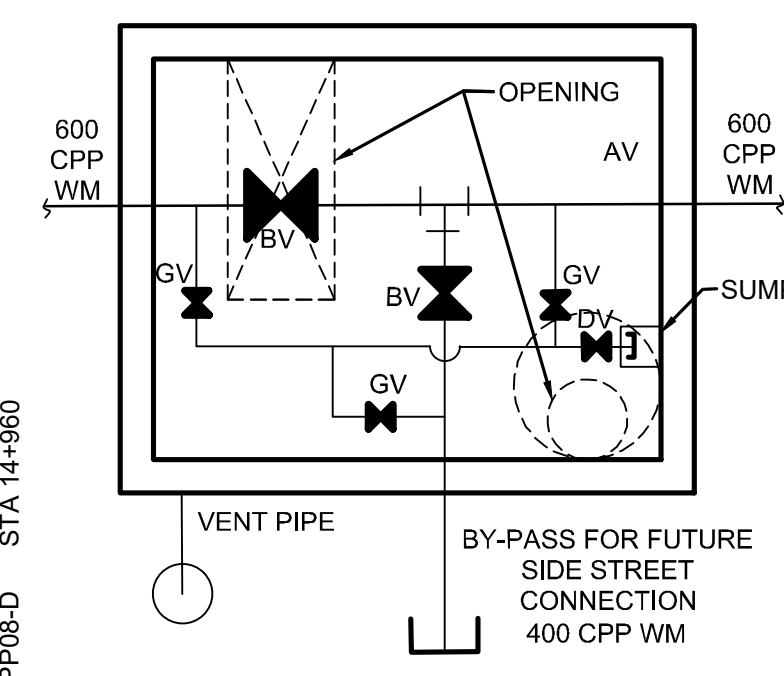 OPENING
600
CPP
WM
600
CPP
WM
AV
BV
GV
BV
GV
DV
SUMP
GV
VENT PIPE
BY-PASS FOR FUTURE
SIDE STREET
CONNECTION
400 CPP WM
STA 14+960
PP08-D